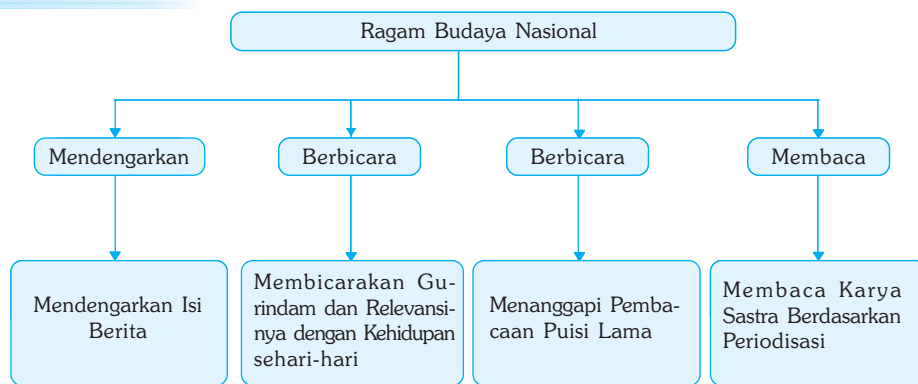 Ragam Budaya Nasional
Mendengarkan
Berbicara
Berbicara
Membaca
Mendengarkan Isi
Berita
Membicarakan Gu-
rindam dan Relevansi-
nya dengan Kehidupan
sehari-hari
Menanggapi Pemba-
caan Puisi Lama
Membaca Karya
Sastra Berdasarkan
Periodisasi